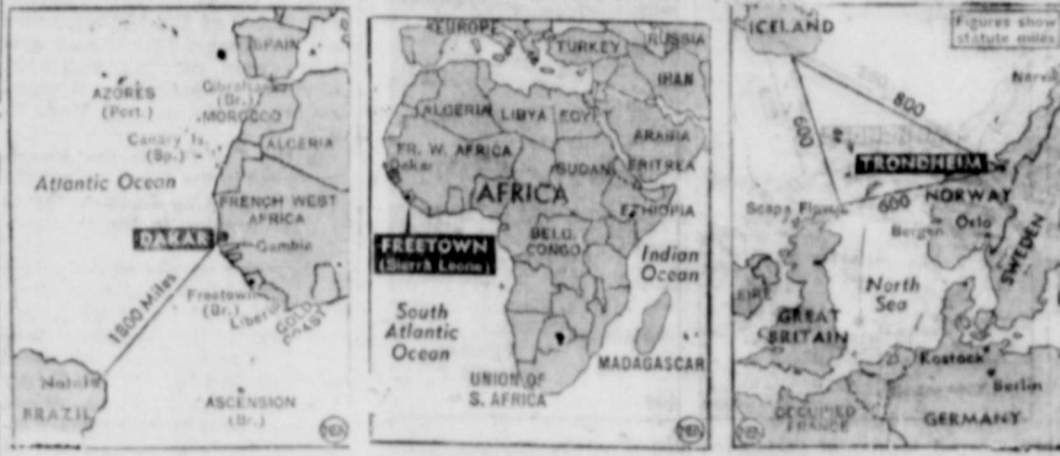 SPAIN
AZORES
(Port.)
Gibraltar
(Br.)
MOROCCO
Canary Is.
(Sp.)
ALGERIA
Atlantic Ocean
FRENCH WEST
AFRICA
DAKAR
Gambia
1800 Miles
Freetown
(Br.)
Liberia
GOLD
COAST
Natal
BRAZIL
ASCENSION
(Br.)
EUROPE
TURKEY
RUSSIA
IRAN
ALGERIA
LIBYA
EGYPT
ARABIA
FR. W. AFRICA
Dakar
SUDAN
ERITREA
AFRICA
ETHIOPIA
FREETOWN
(Sierra Leone)
BELG.
CONGO
Indian
Ocean
South
Atlantic
Ocean
MADAGASCAR
UNION OF
S. AFRICA
ICELAND
Figures show
statute miles
800
600
TRONDHEIM
600
NORWAY
Scapa Flow
Oslo
Bergen
SWEDEN
North
Sea
EIRE
GREAT
BRITAIN
Rostock
Berlin
OCCUPIED
FRANCE
GERMANY